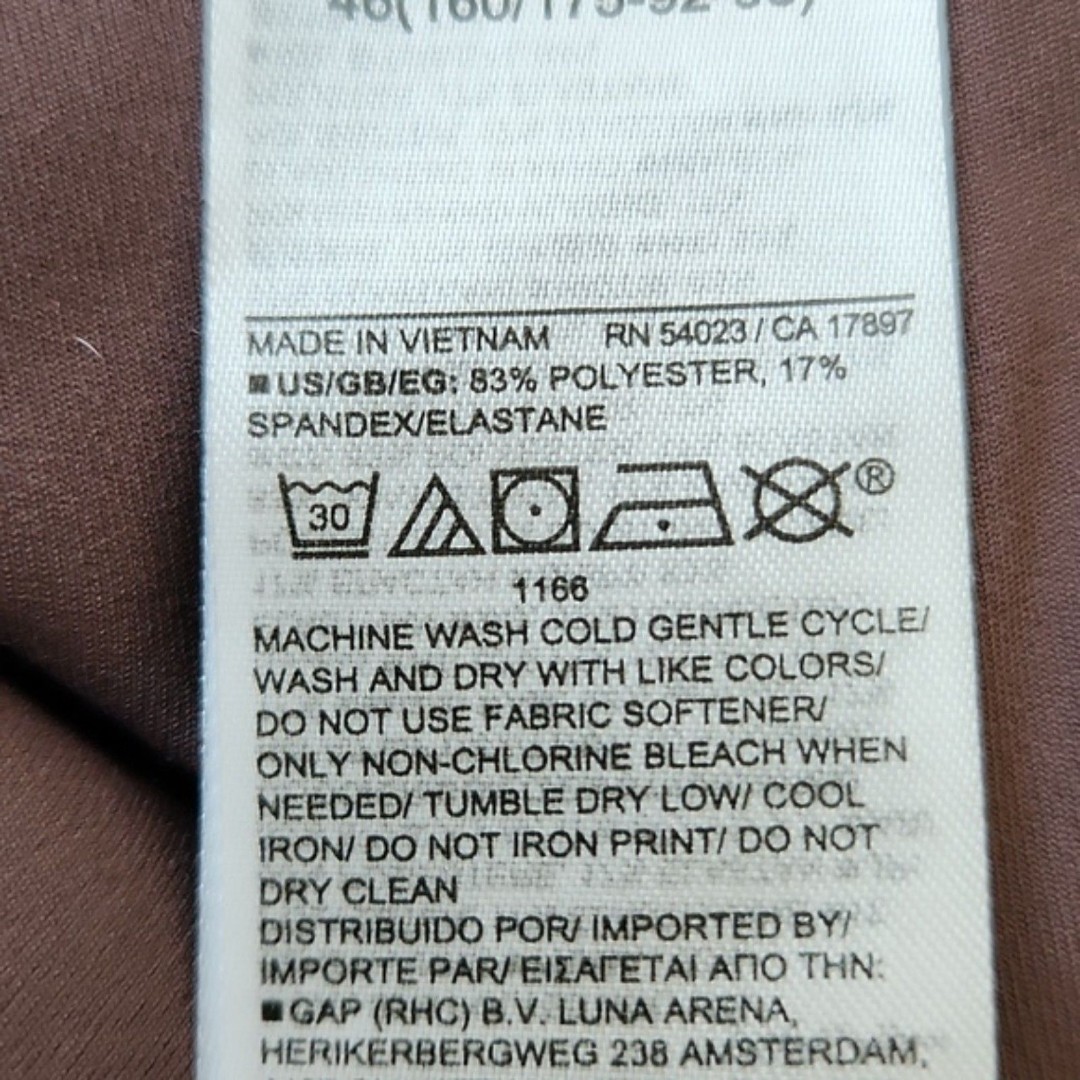 MADE IN VIETNAM RN 54023 / CA 17897
■ US/GB/EG: 83% POLYESTER, 17%
SPANDEX/ELASTANE
30
®
1166
MACHINE WASH COLD GENTLE CYCLE/
WASH AND DRY WITH LIKE COLORS/
DO NOT USE FABRIC SOFTENER/
ONLY NON-CHLORINE BLEACH WHEN
NEEDED/ TUMBLE DRY LOW/ COOL
IRON/ DO NOT IRON PRINT/ DO NOT
DRY CLEAN
DISTRIBUIDO POR/ IMPORTED BY/
IMPORTE PAR/ ΕΙΣΑΓΕΤΑΙ ΑΠΟ ΤΗΝ:
■ GAP (RHC) B.V. LUNA ARENA,
HERIKERBERGWEG 238 AMSTERDAM,